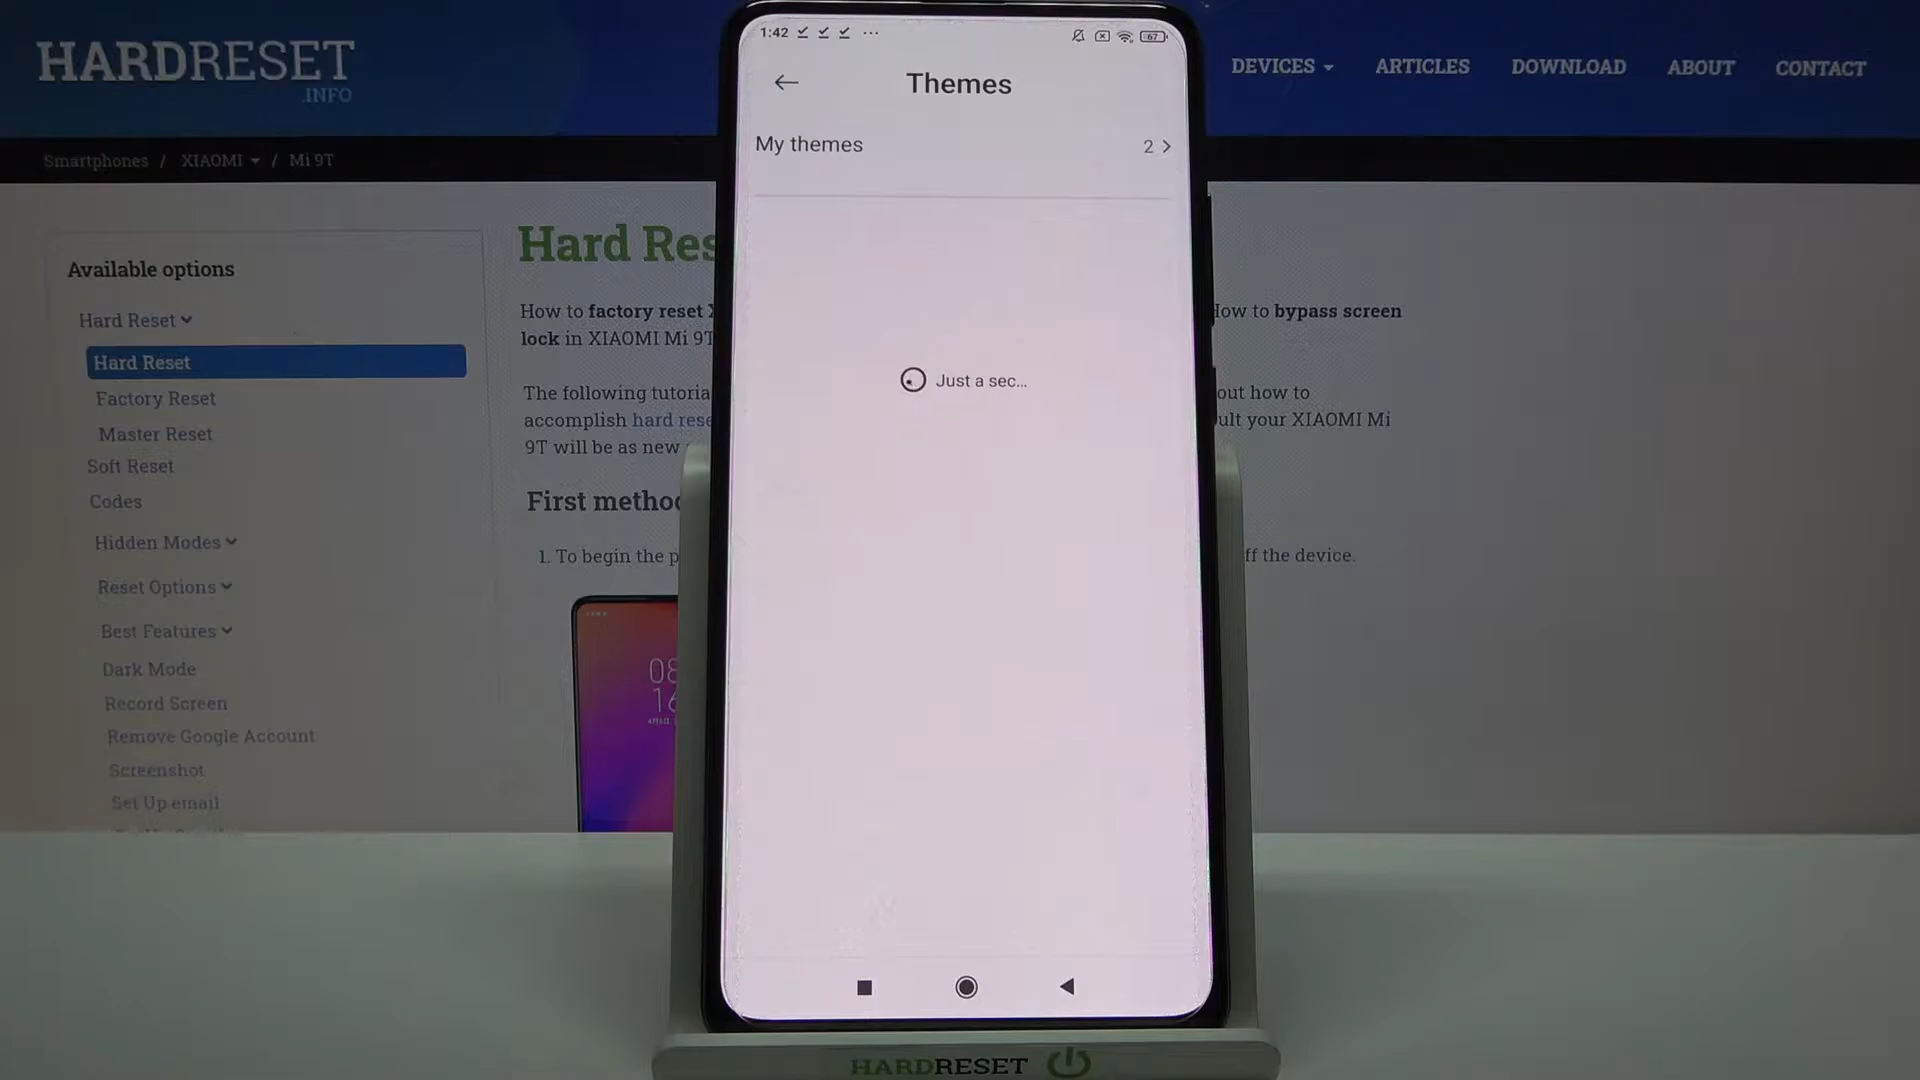 HARDRESET
.INFO
DEVICES
ARTICLES
DOWNLOAD
ABOUT
CONTACT
Smartphones / XIAOMI / Mi 9T
Available options
Hard Reset
Hard Reset
Factory Reset
Master Reset
Soft Reset
Codes
Hidden Modes
Reset Options
Best Features
Dark Mode
Record Screen
Remove Google Account
Screenshot
Set Up email
Hard Res
How to factory reset
How to bypass screen
lock in XIAOMI Mi 9T
The following tutoria
out how to
accomplish hard rese
ult your XIAOMI Mi
9T will be as new
First metho
1. To begin the p
ff the device.
1:42
67
Themes
My themes
2
Just a sec...
HARDRESET